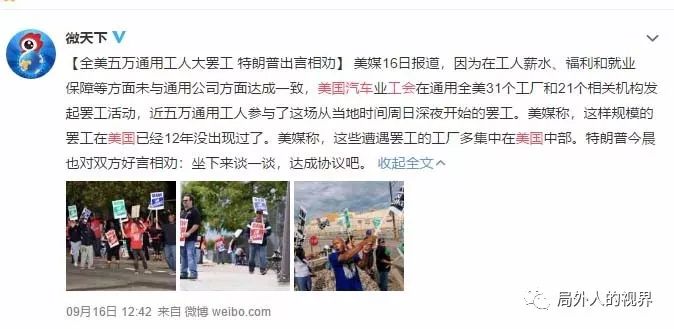 微天下
【全美五万通用工人大罢工 特朗普出言相劝】 美媒16日报道，因为在工人薪水、福利和就业
保障等方面未与通用公司方面达成一致，美国汽车业工会在通用全美31个工厂和21个相关机构发
起罢工活动，近五万通用工人参与了这场从当地时间周日深夜开始的罢工。美媒称，这样规模的
罢工在美国已经12年没出现过了。美媒称，这些遭遇罢工的工厂多集中在美国中部。特朗普今晨
也对双方好言相劝：坐下来谈一谈，达成协议吧。 收起全文
09月16日 12:42 来自 微博 weibo.com
局外人的视界